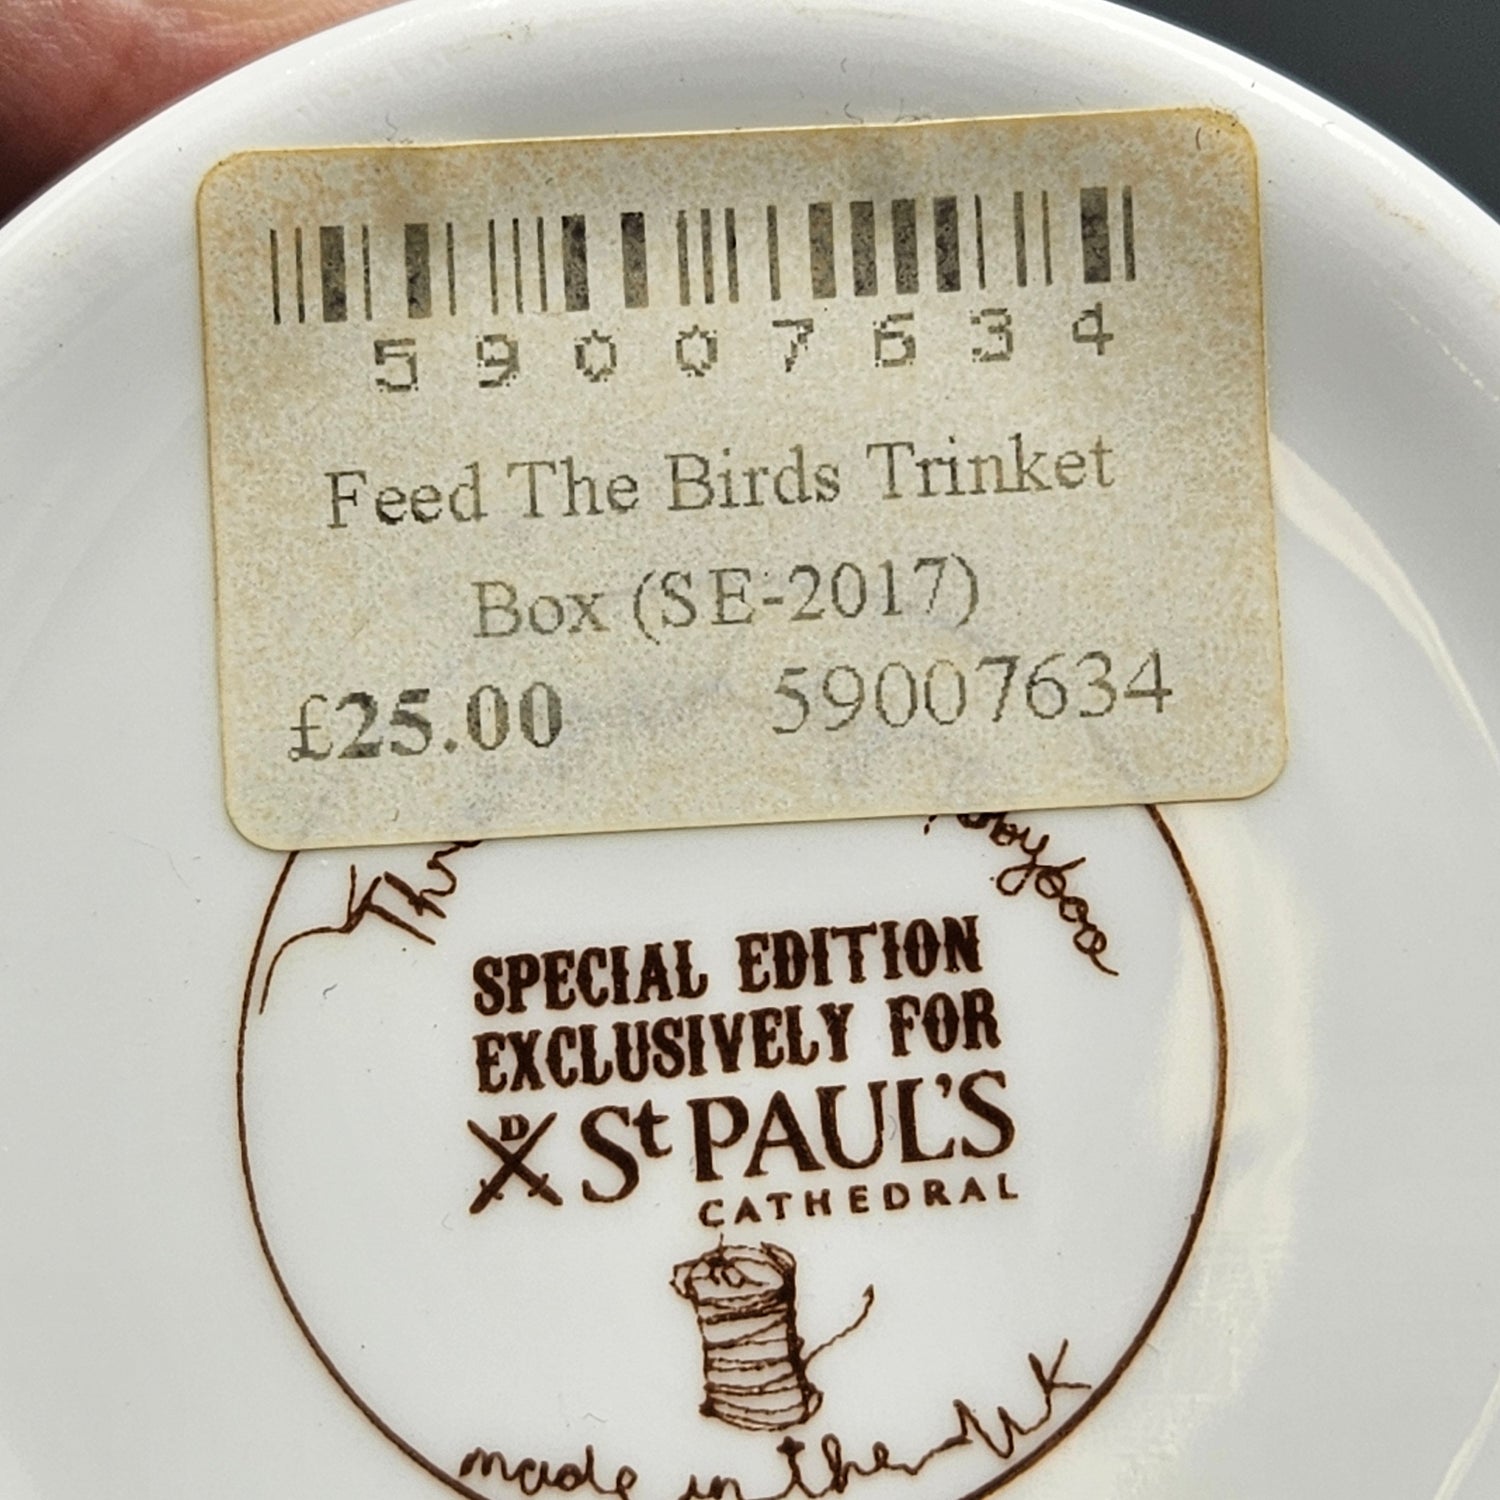 59007634
Feed The Birds Trinket
Box (SE-2017)
£25.00 59007634
SPECIAL EDITION
EXCLUSIVELY FOR
D
St PAUL'S
CATHEDRAL
made in the UK